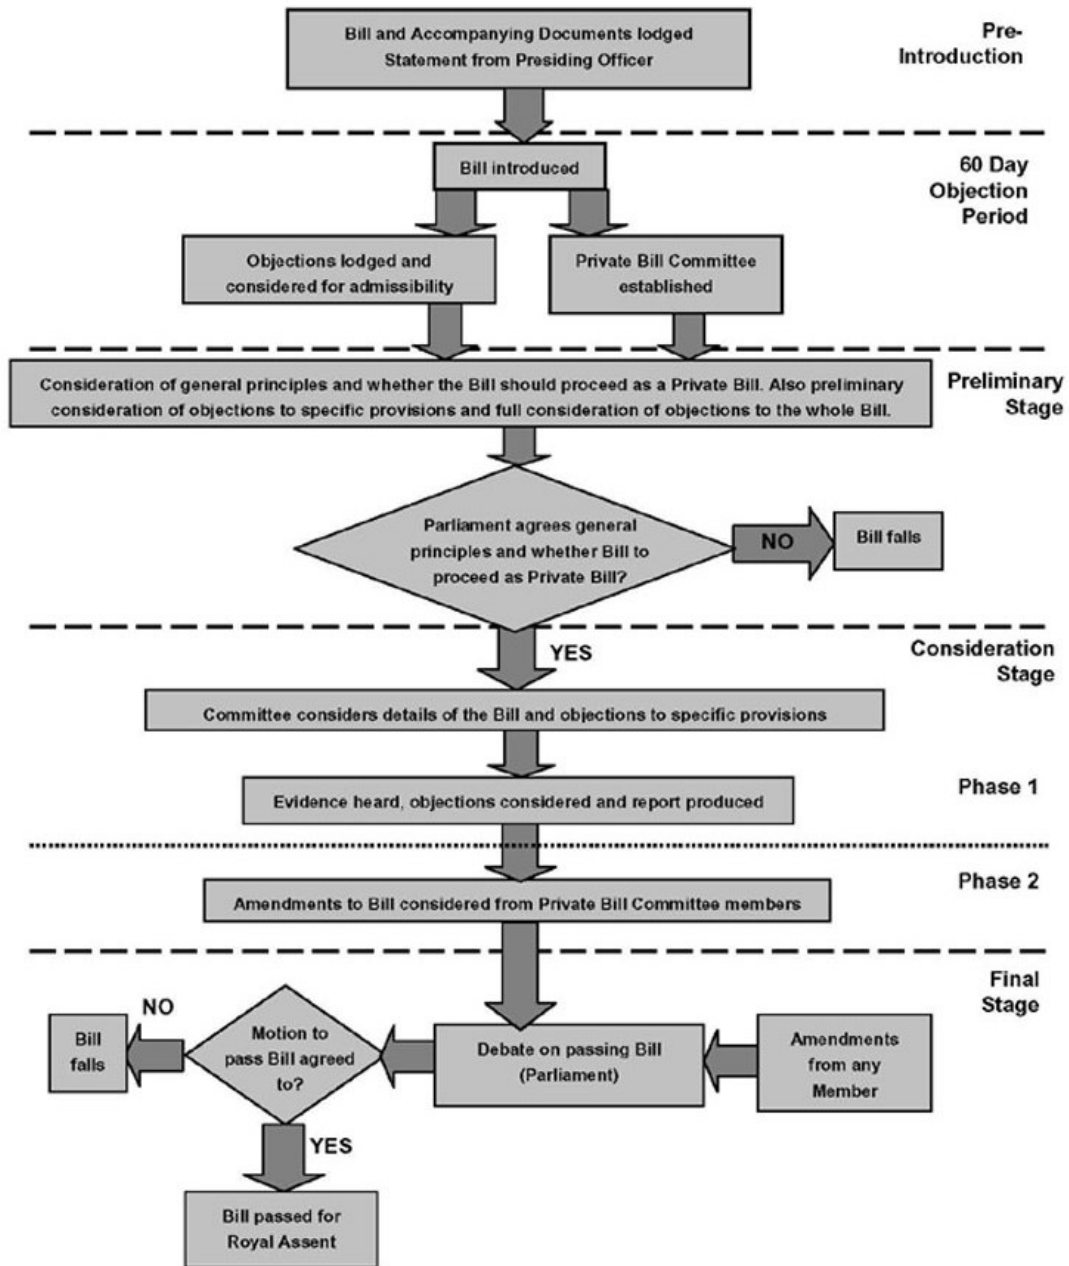 Bill and Accompanying Documents lodged
Statement from Presiding Officer
Pre-
Introduction
Bill introduced
60 Day
Objection
Period
Objections lodged and
considered for admissibility
Private Bill Committee
established
Consideration of general principles and whether the Bill should proceed as a Private Bill. Also preliminary
consideration of objections to specific provisions and full consideration of objections to the whole Bill.
Preliminary
Stage
Parliament agrees general
principles and whether Bill to
proceed as Private Bill?
NO
Bill falls
YES
Consideration
Stage
Committee considers details of the Bill and objections to specific provisions
Evidence heard, objections considered and report produced
Phase 1
Phase 2
Amendments to Bill considered from Private Bill Committee members
Final
Stage
NO
Bill
falls
Motion to
pass Bill agreed
to?
Debate on passing Bill
(Parliament)
Amendments
from any
Member
YES
Bill passed for
Royal Assent